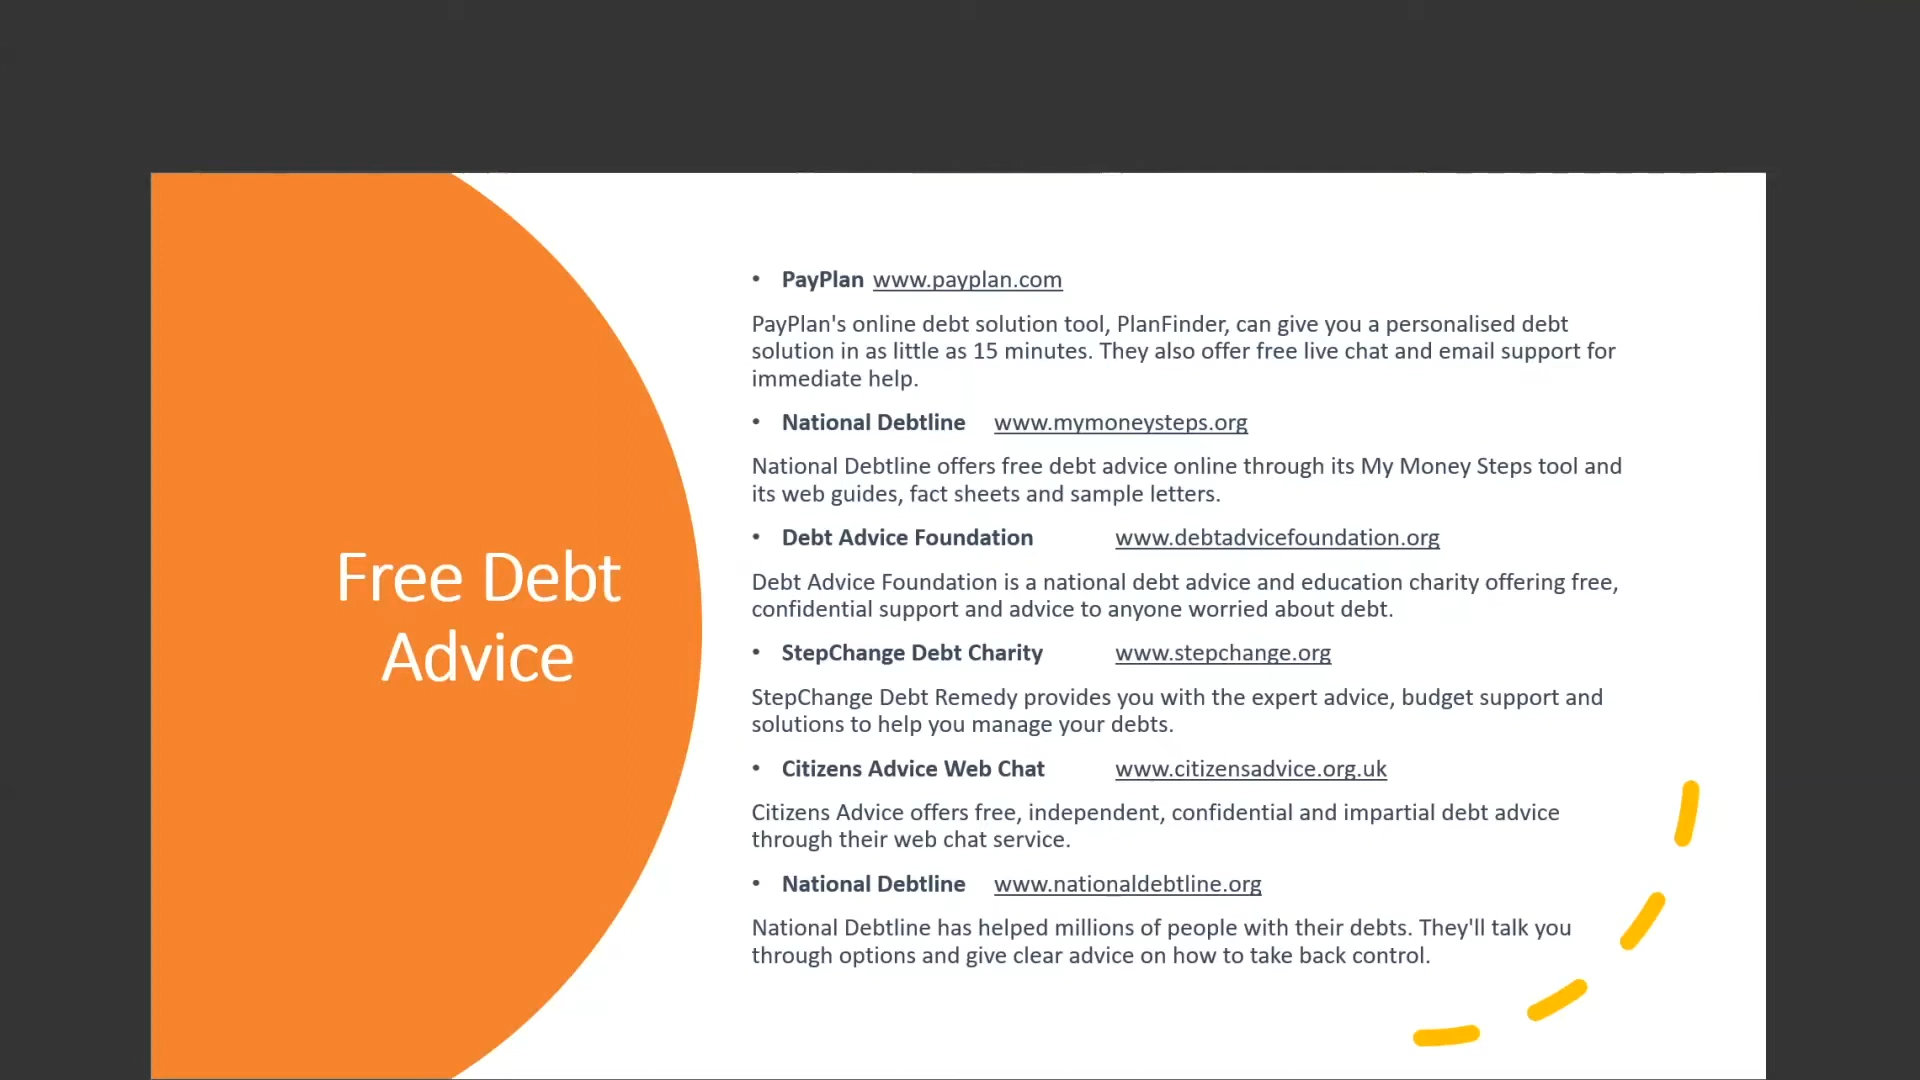 Free Debt
Advice
• PayPlan www.payplan.com
PayPlan's online debt solution tool, PlanFinder, can give you a personalised debt
solution in as little as 15 minutes. They also offer free live chat and email support for
immediate help.
• National Debtline www.mymoneysteps.org
National Debtline offers free debt advice online through its My Money Steps tool and
its web guides, fact sheets and sample letters.
• Debt Advice Foundation www.debtadvicefoundation.org
Debt Advice Foundation is a national debt advice and education charity offering free,
confidential support and advice to anyone worried about debt.
• StepChange Debt Charity www.stepchange.org
StepChange Debt Remedy provides you with the expert advice, budget support and
solutions to help you manage your debts.
• Citizens Advice Web Chat www.citizensadvice.org.uk
Citizens Advice offers free, independent, confidential and impartial debt advice
through their web chat service.
• National Debtline www.nationaldebtline.org
National Debtline has helped millions of people with their debts. They'll talk you
through options and give clear advice on how to take back control.